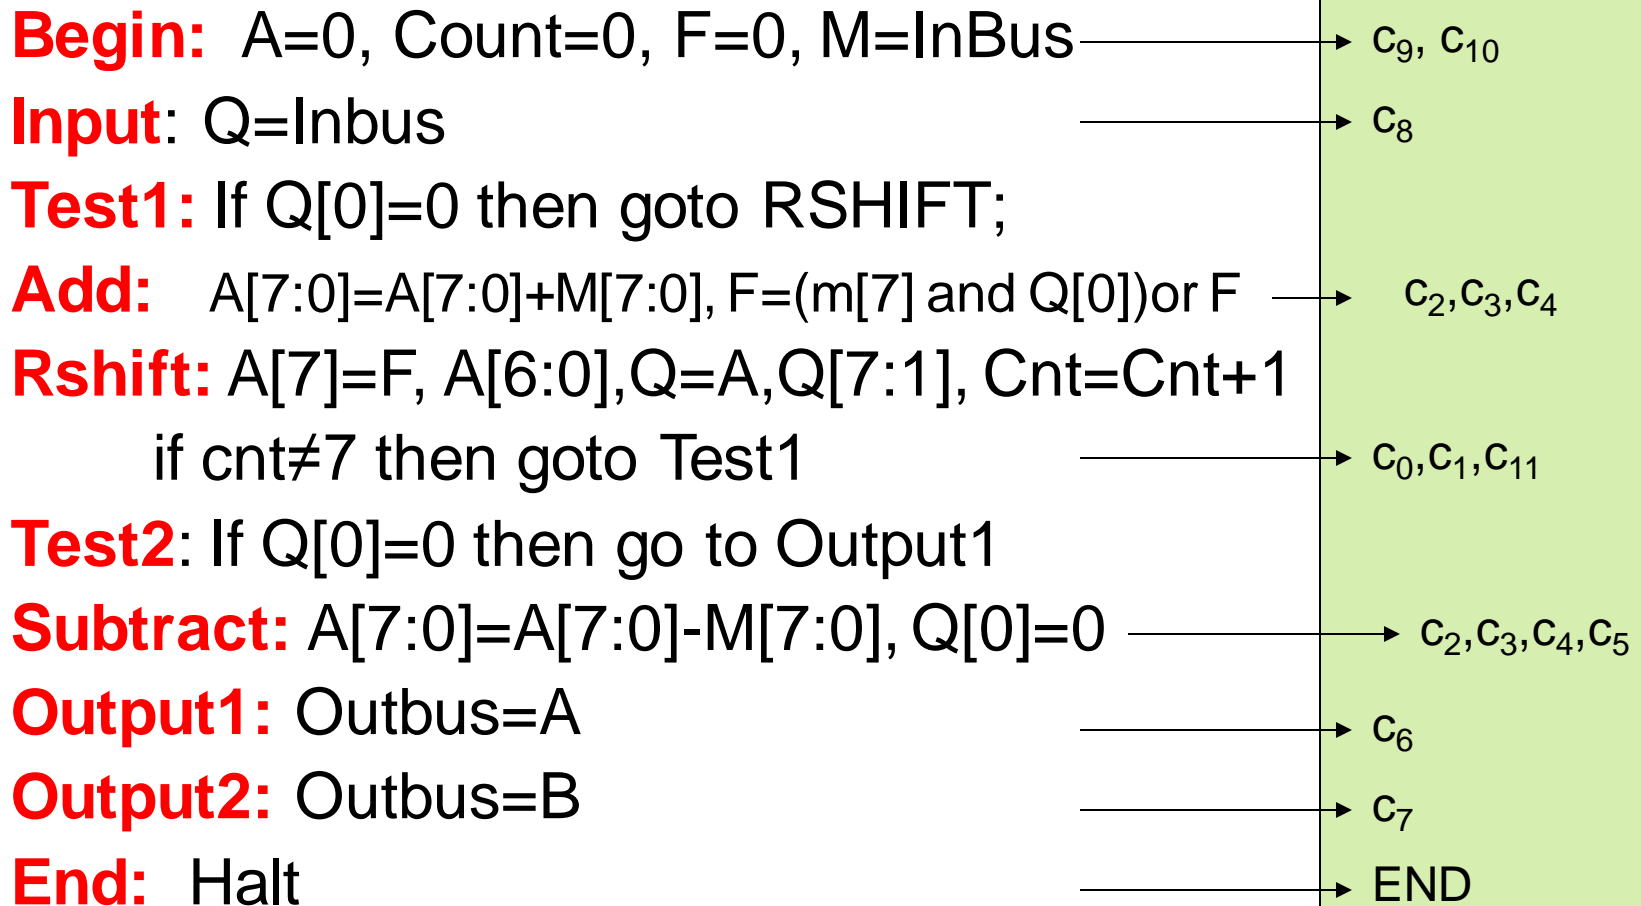 Begin: A=0, Count=0, F=0, M=InBus c₉, c₁₀
Input: Q=Inbus c₈
Test1: If Q[0]=0 then goto RSHIFT;
Add: A[7:0]=A[7:0]+M[7:0], F=(m[7] and Q[0])or F c₂,c₃,c₄
Rshift: A[7]=F, A[6:0],Q=A,Q[7:1], Cnt=Cnt+1
if cnt≠7 then goto Test1 c₀,c₁,c₁₁
Test2: If Q[0]=0 then go to Output1
Subtract: A[7:0]=A[7:0]-M[7:0], Q[0]=0 c₂,c₃,c₄,c₅
Output1: Outbus=A c₆
Output2: Outbus=B c₇
End: Halt END